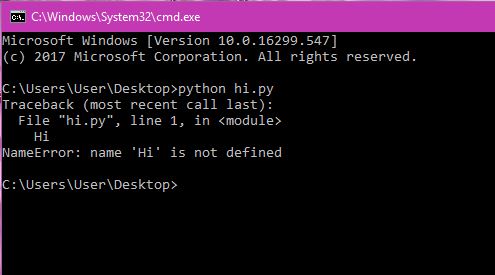 C:\Windows\System32\cmd.exe
Microsoft Windows [Version 10.0.16299.547]
(c) 2017 Microsoft Corporation. All rights reserved.
C:\Users\User\Desktop>python hi.py
Traceback (most recent call last):
  File "hi.py", line 1, in <module>
    Hi
NameError: name 'Hi' is not defined
C:\Users\User\Desktop>